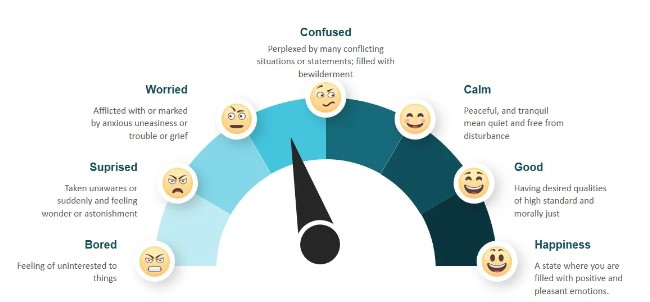 Confused
Perplexed by many conflicting
situations or statements; filled with
bewilderment
Worried
Afflicted with or marked
by anxious uneasiness or
trouble or grief
Calm
Peaceful, and tranquil
mean quiet and free from
disturbance
Suprised
Taken unawares or
suddenly and feeling
wonder or astonishment
Good
Having desired qualities
of high standard and
morally just
Bored
Feeling of uninterested to
things
Happiness
A state where you are
filled with positive and
pleasant emotions.